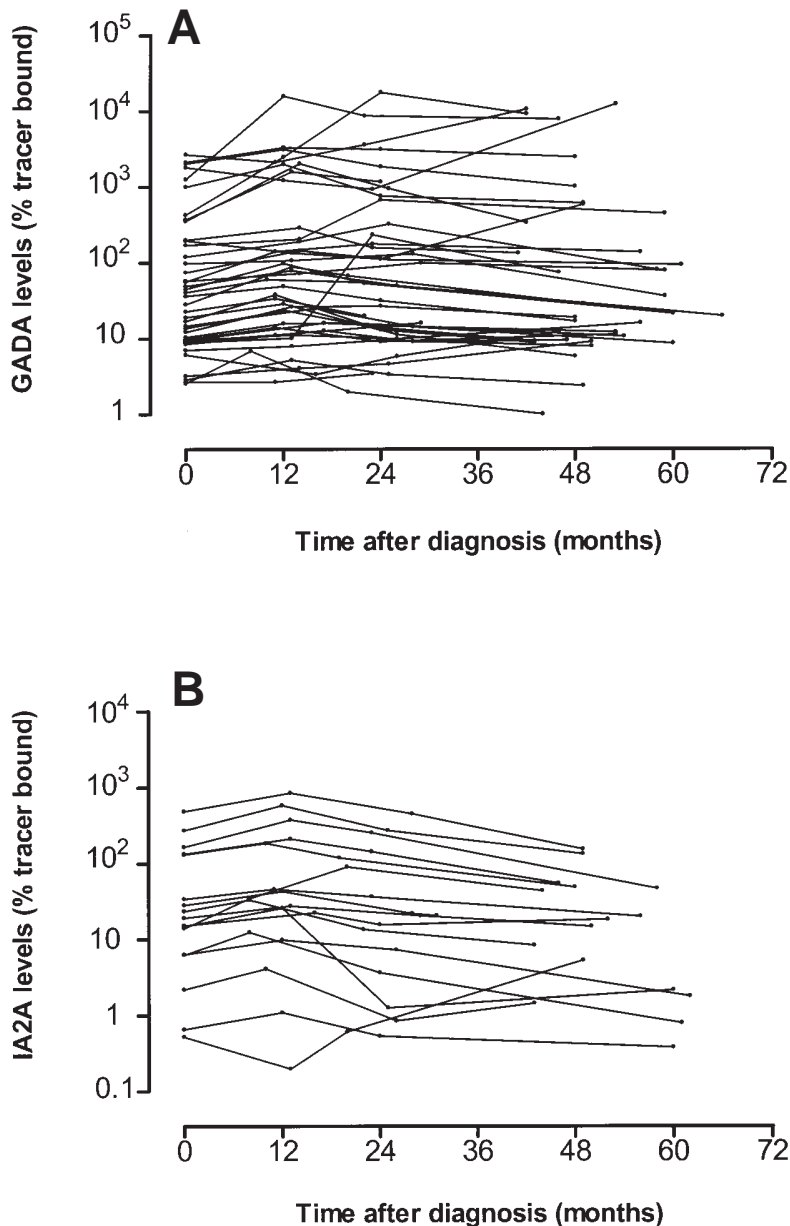 A
GADA levels (% tracer bound)
10^5
10^4
10^3
10^2
10
1
0 12 24 36 48 60 72
Time after diagnosis (months)
B
IA2A levels (% tracer bound)
10^4
10^3
10^2
10
1
0.1
0 12 24 36 48 60 72
Time after diagnosis (months)